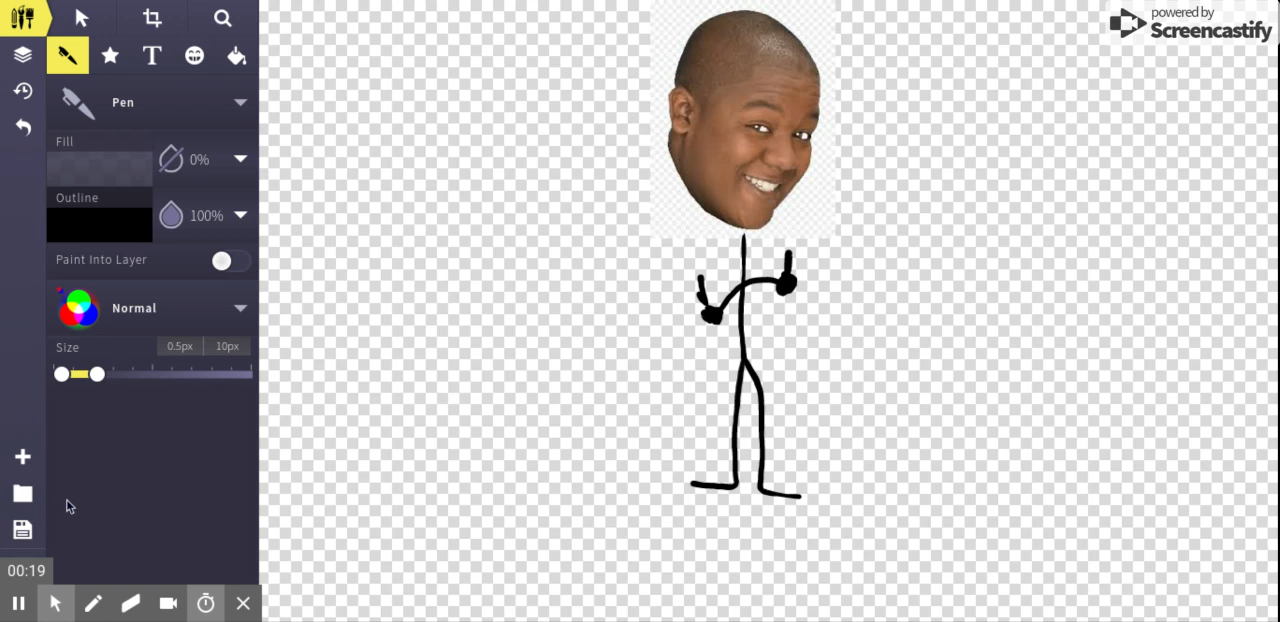 powered by
Screencastify
T
Pen
Fill
0%
Outline
100%
Paint Into Layer
Normal
Size
0.5px
10px
00:19